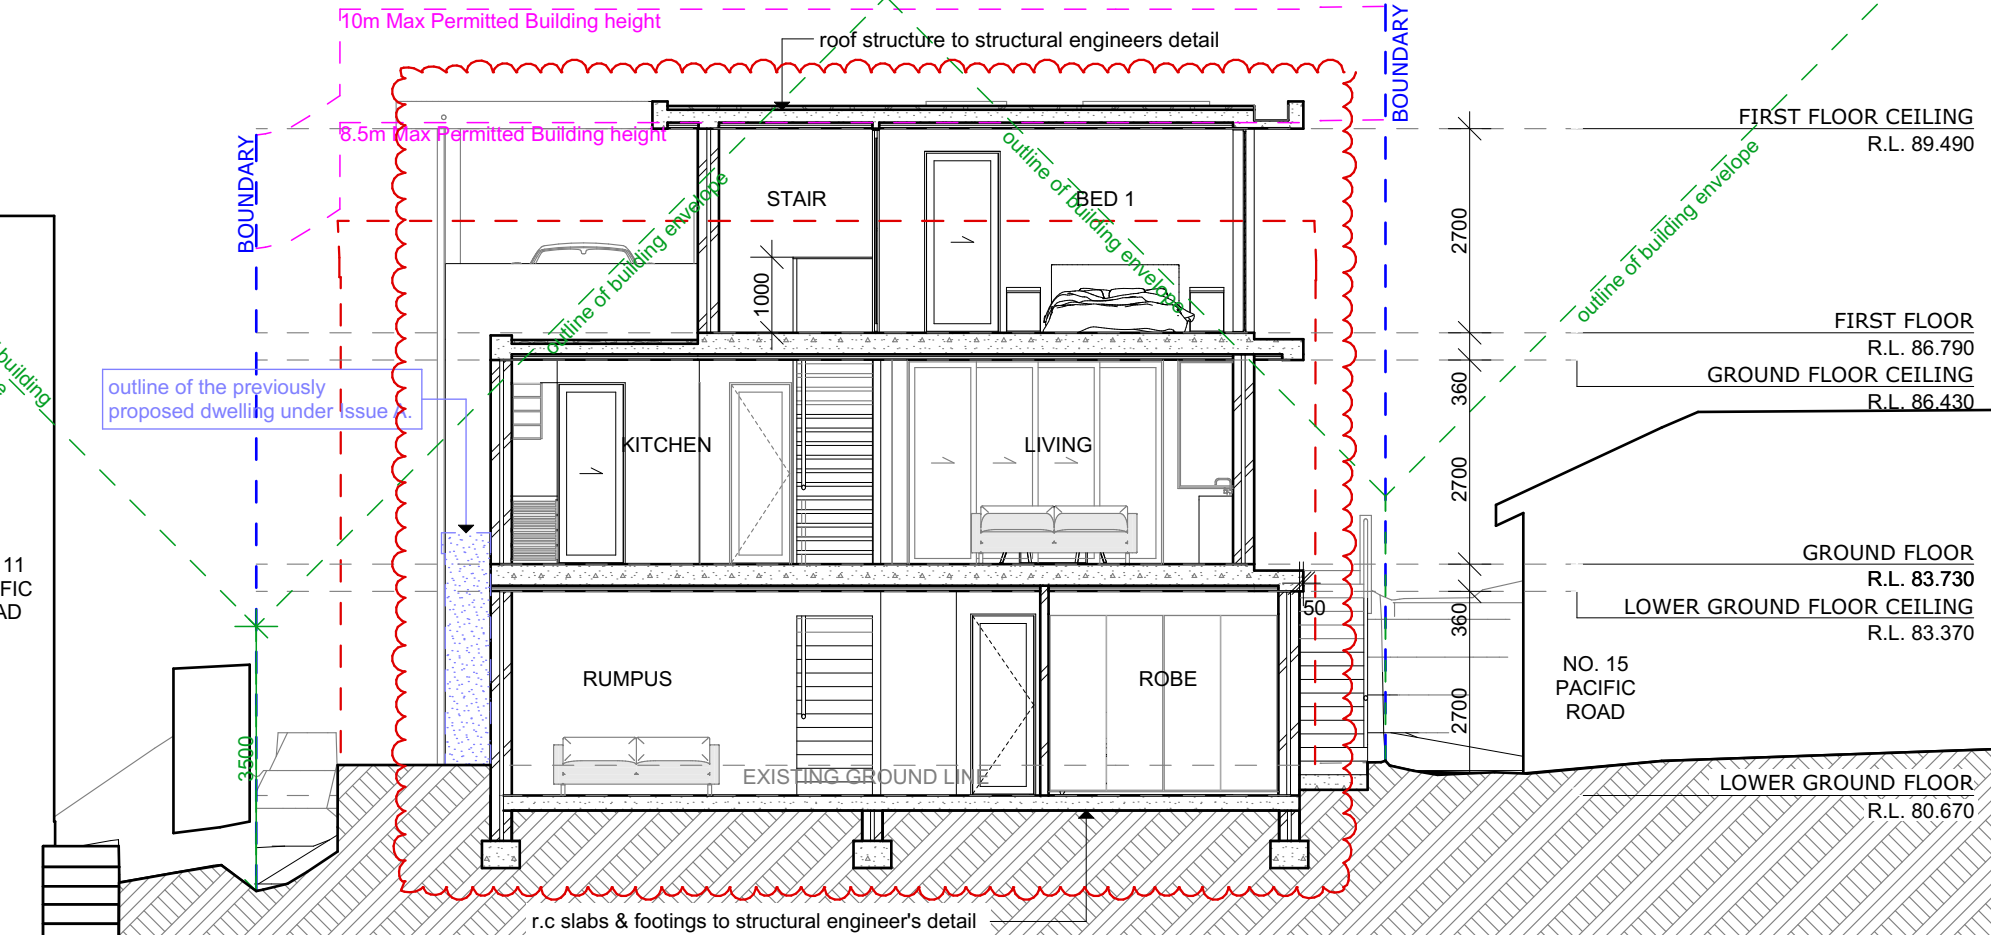 10m Max Permitted Building height
roof structure to structural engineers detail
BOUNDARY
8.5m Max Permitted Building height
BOUNDARY
FIRST FLOOR CEILING
R.L. 89.490
STAIR
BED 1
outline of building envelope
outline of building envelope
outline of building envelope
2700
1000
FIRST FLOOR
R.L. 86.790
GROUND FLOOR CEILING
R.L. 86.430
360
building
outline of the previously
proposed dwelling under Issue A.
KITCHEN
LIVING
2700
GROUND FLOOR
R.L. 83.730
LOWER GROUND FLOOR CEILING
R.L. 83.370
360
50
11
FIC
AD
RUMPUS
ROBE
NO. 15
PACIFIC
ROAD
2700
3500
EXISTING GROUND LINE
LOWER GROUND FLOOR
R.L. 80.670
r.c slabs & footings to structural engineer's detail